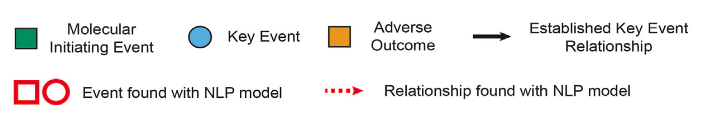 Molecular
Initiating Event
Key Event
Adverse
Outcome
Established Key Event
Relationship
Event found with NLP model
Relationship found with NLP model